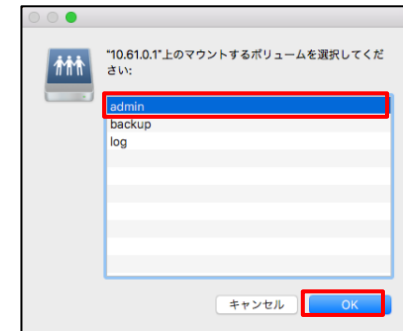 "10.61.0.1"上のマウントするボリュームを選択してくだ
さい:
admin
backup
log
キャンセル
OK